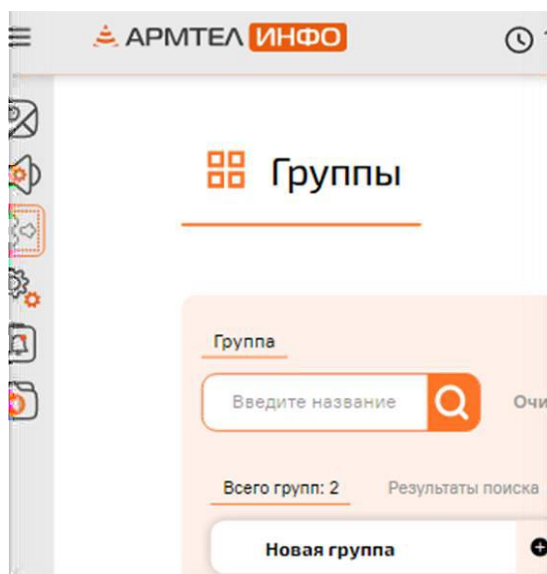 АРМТЕЛ ИНФО
Группы
Группа
Введите название
Всего групп: 2 Результаты поиска
Новая группа